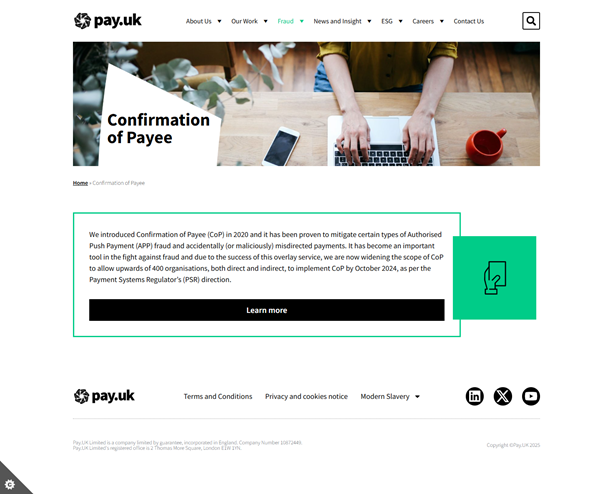 pay.uk
About Us
Our Work
Fraud
News and Insight
ESG
Careers
Contact Us
Confirmation
of Payee
Home » Confirmation of Payee
We introduced Confirmation of Payee (CoP) in 2020 and it has been proven to mitigate certain types of Authorised
Push Payment (APP) fraud and accidentally (or maliciously) misdirected payments. It has become an important
tool in the fight against fraud and due to the success of this overlay service, we are now widening the scope of CoP
to allow upwards of 400 organisations, both direct and indirect, to implement CoP by October 2024, as per the
Payment Systems Regulator's (PSR) direction.
Learn more
pay.uk
Terms and Conditions
Privacy and cookies notice
Modern Slavery
Pay.UK Limited is a company limited by guarantee, incorporated in England. Company Number 10872449.
Pay.UK Limited's registered office is 2 Thomas More Square, London E1W 1YN.
Copyright ©Pay.UK 2025